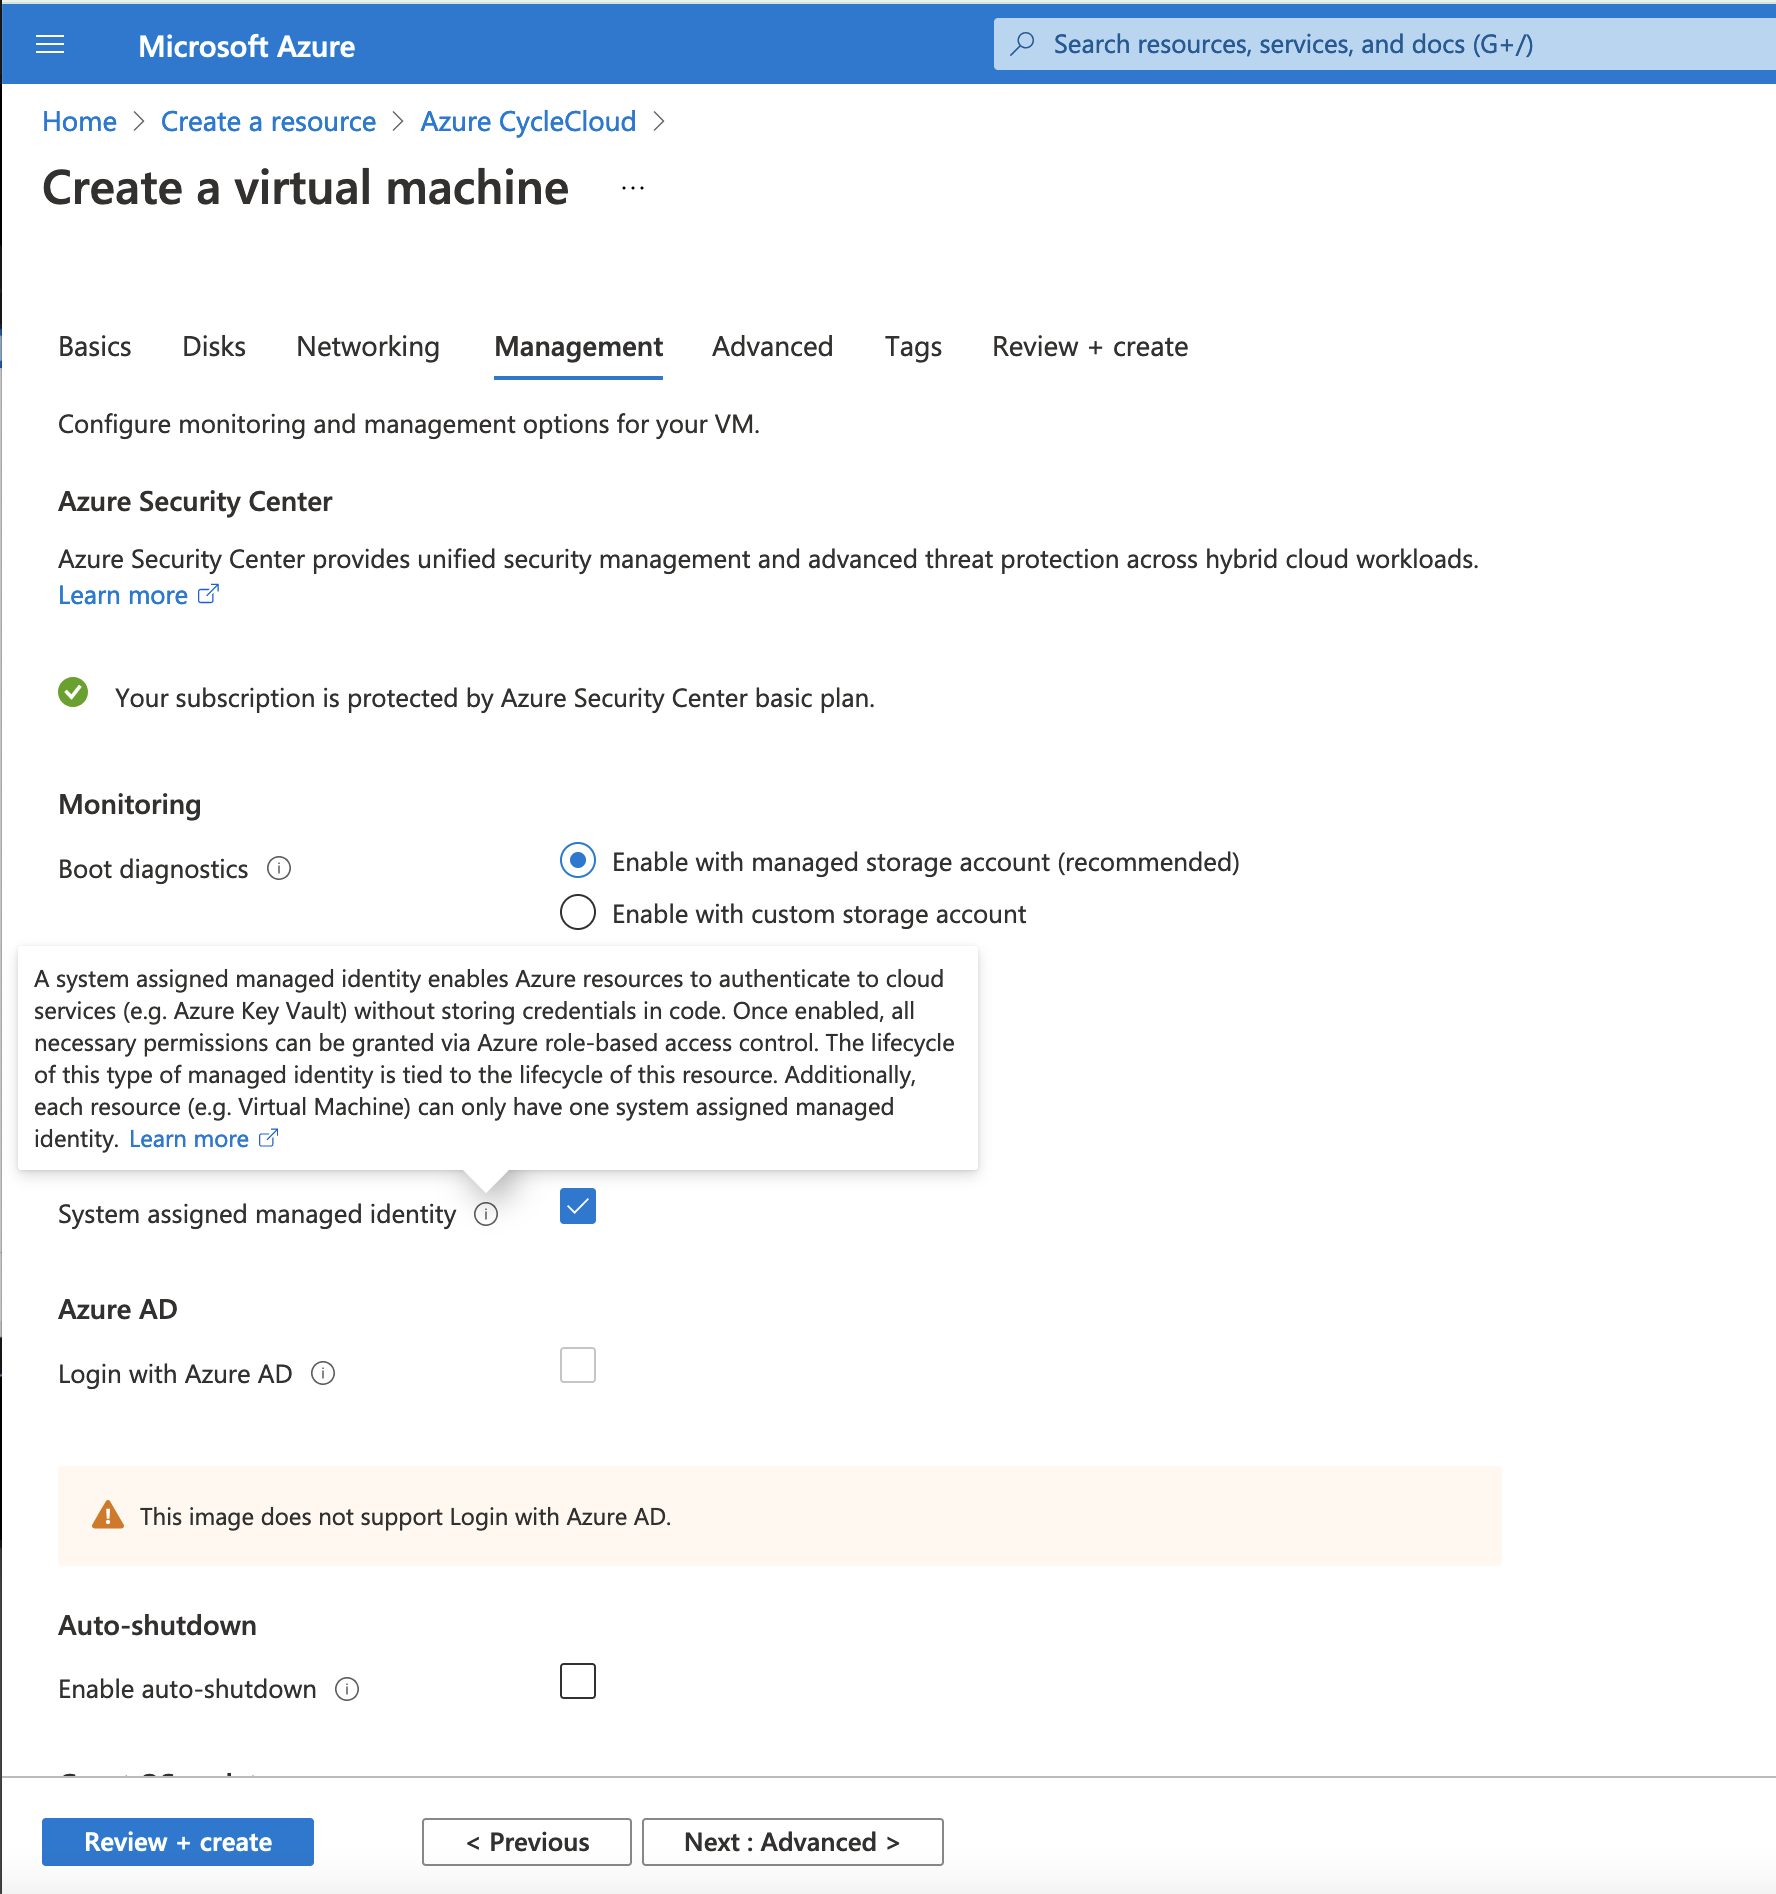 Microsoft Azure
Search resources, services, and docs (G+/)
Home > Create a resource > Azure CycleCloud >
Create a virtual machine ...
Basics Disks Networking Management Advanced Tags Review + create
Configure monitoring and management options for your VM.
Azure Security Center
Azure Security Center provides unified security management and advanced threat protection across hybrid cloud workloads.
Learn more
Your subscription is protected by Azure Security Center basic plan.
Monitoring
Boot diagnostics
Enable with managed storage account (recommended)
Enable with custom storage account
A system assigned managed identity enables Azure resources to authenticate to cloud
services (e.g. Azure Key Vault) without storing credentials in code. Once enabled, all
necessary permissions can be granted via Azure role-based access control. The lifecycle
of this type of managed identity is tied to the lifecycle of this resource. Additionally,
each resource (e.g. Virtual Machine) can only have one system assigned managed
identity. Learn more
System assigned managed identity
Azure AD
Login with Azure AD
This image does not support Login with Azure AD.
Auto-shutdown
Enable auto-shutdown
Review + create
< Previous
Next : Advanced >